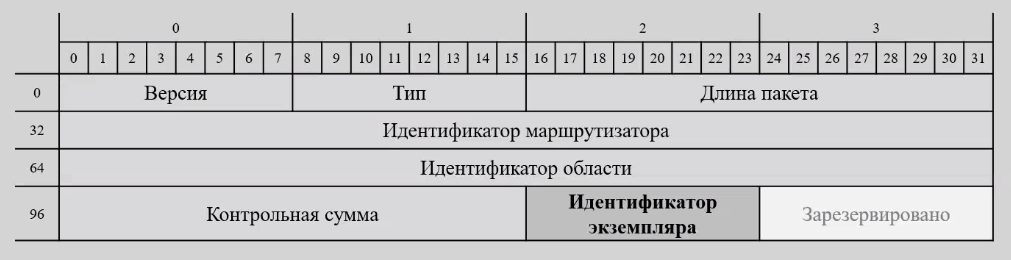 0 1 2 3
0 1 2 3 4 5 6 7 8 9 10 11 12 13 14 15 16 17 18 19 20 21 22 23 24 25 26 27 28 29 30 31
0 Версия Тип Длина пакета
32 Идентификатор маршрутизатора
64 Идентификатор области
96 Контрольная сумма Идентификатор
экземпляра Зарезервировано